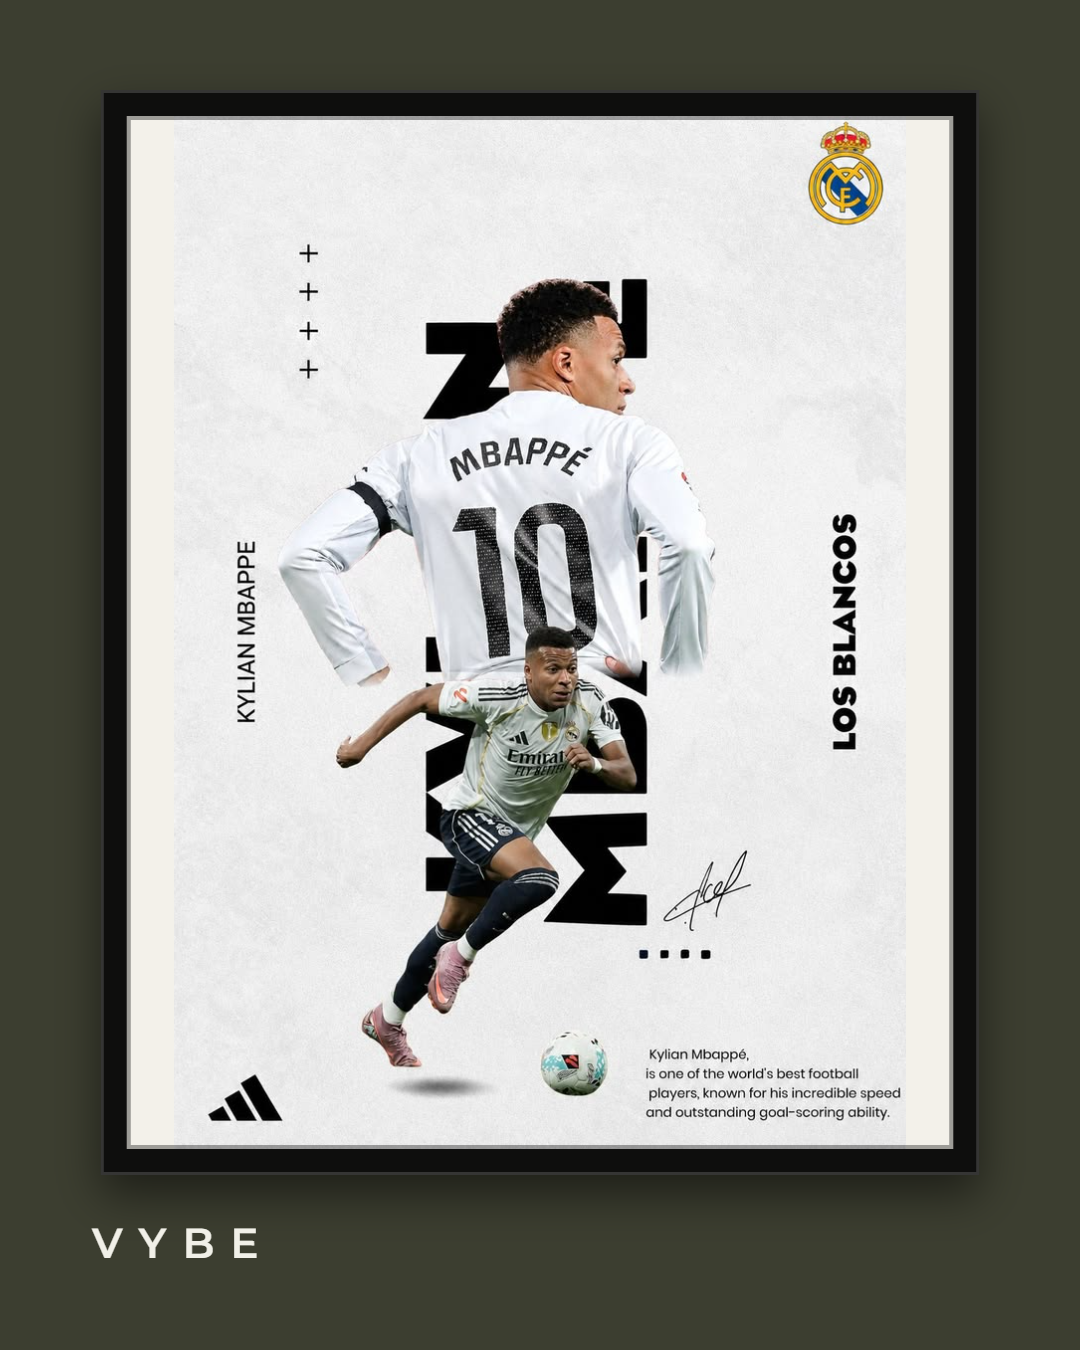 MBAPPÉ
10
KYLIAN MBAPPE
LOS BLANCOS
Emirat
FLY BETTER
Kylian Mbappé,
is one of the world's best football
players, known for his incredible speed
and outstanding goal-scoring ability.
VYBE